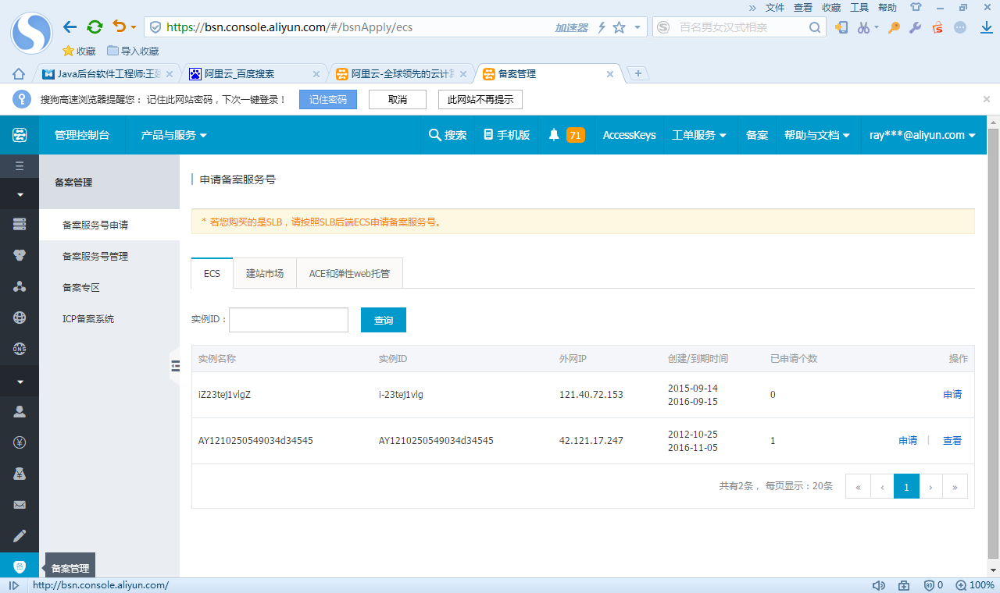 » 文件 查看 收藏 工具 帮助
https://bsn.console.aliyun.com/#/bsnApply/ecs 加速器 百名男女汉式相亲
收藏 导入收藏
Java后台软件工程师:王 阿里云_百度搜索 阿里云-全球领先的云计 备案管理
搜狗高速浏览器提醒您： 记住此网站密码，下次一键登录！ 记住密码 取消 此网站不再提示
管理控制台 产品与服务 搜索 手机版 71 AccessKeys 工单服务 备案 帮助与文档 ray***@aliyun.com
备案管理
备案服务号申请
备案服务号管理
备案专区
ICP备案系统
DNS
备
备案管理
申请备案服务号
* 若您购买的是SLB，请按照SLB后端ECS申请备案服务号。
ECS 建站市场 ACE和弹性web托管
实例ID： 查询
实例名称 实例ID 外网IP 创建/到期时间 已申请个数 操作
iZ23tej1vlgZ i-23tej1vlg 121.40.72.153 2015-09-14 0 申请
2016-09-15
AY1210250549034d34545 AY1210250549034d34545 42.121.17.247 2012-10-25 1 申请 | 查看
2016-11-05
共有2条， 每页显示：20条 « ‹ 1 › »
http://bsn.console.aliyun.com/ 0 100%